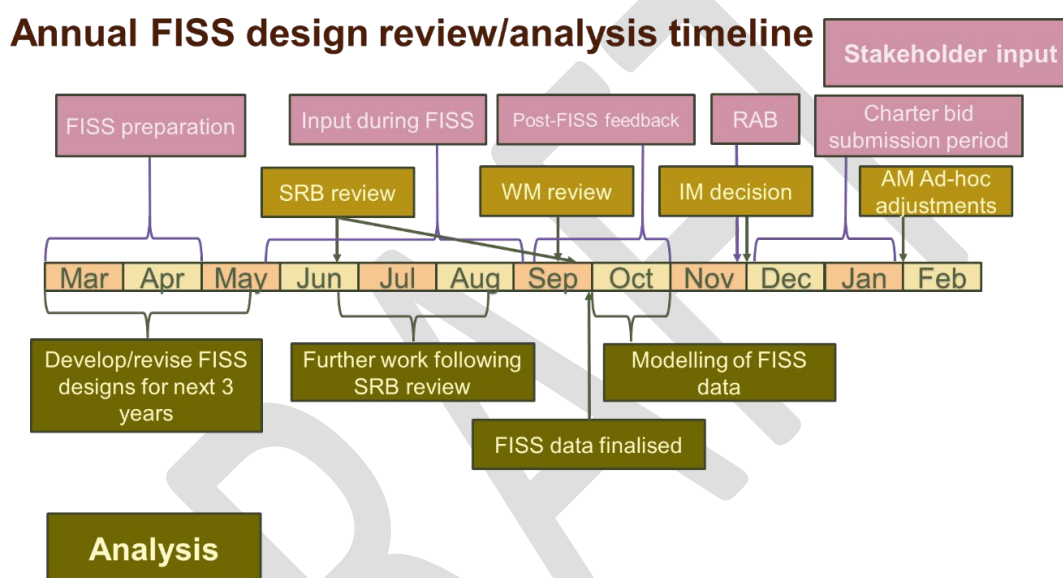 Annual FISS design review/analysis timeline
Stakeholder input
FISS preparation
Input during FISS
Post-FISS feedback
RAB
Charter bid
submission period
SRB review
WM review
IM decision
AM Ad-hoc
adjustments
Mar Apr May Jun Jul Aug Sep Oct Nov Dec Jan Feb
Develop/revise FISS
designs for next 3
years
Further work following
SRB review
Modelling of FISS
data
FISS data finalised
Analysis
DRAFT